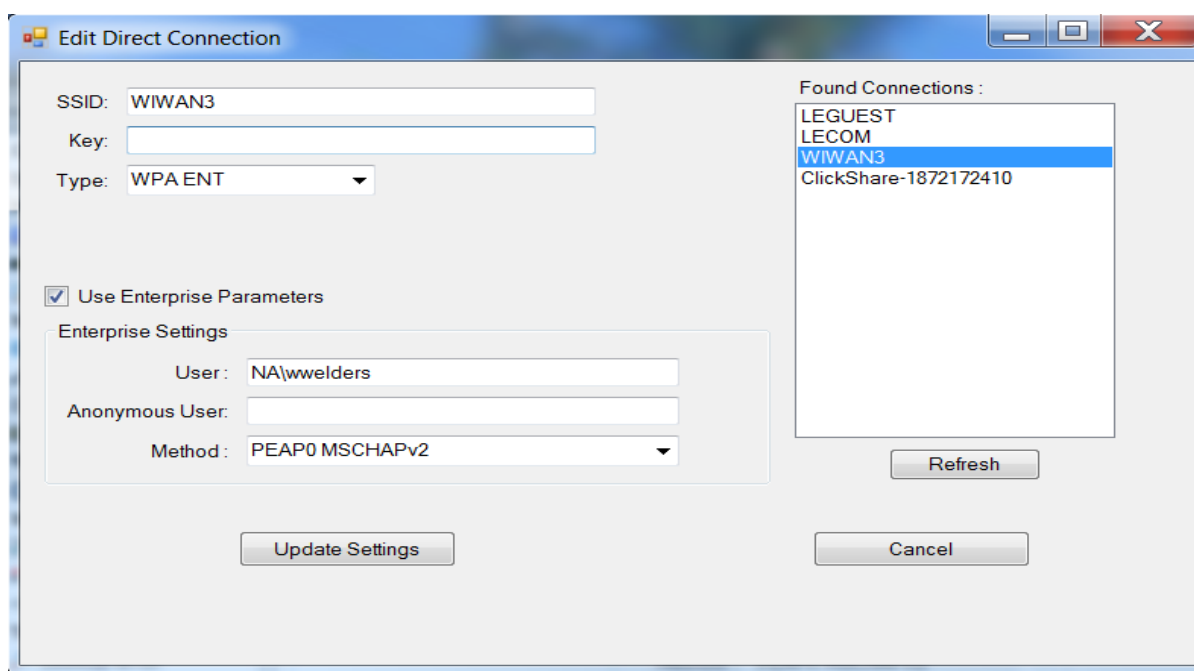 Edit Direct Connection
SSID: WIWAN3
Key:
Type: WPA ENT
Use Enterprise Parameters
Enterprise Settings
User : NA\wwelders
Anonymous User:
Method : PEAP0 MSCHAPv2
Update Settings
Found Connections :
LEGUEST
LECOM
WIWAN3
ClickShare-1872172410
Refresh
Cancel